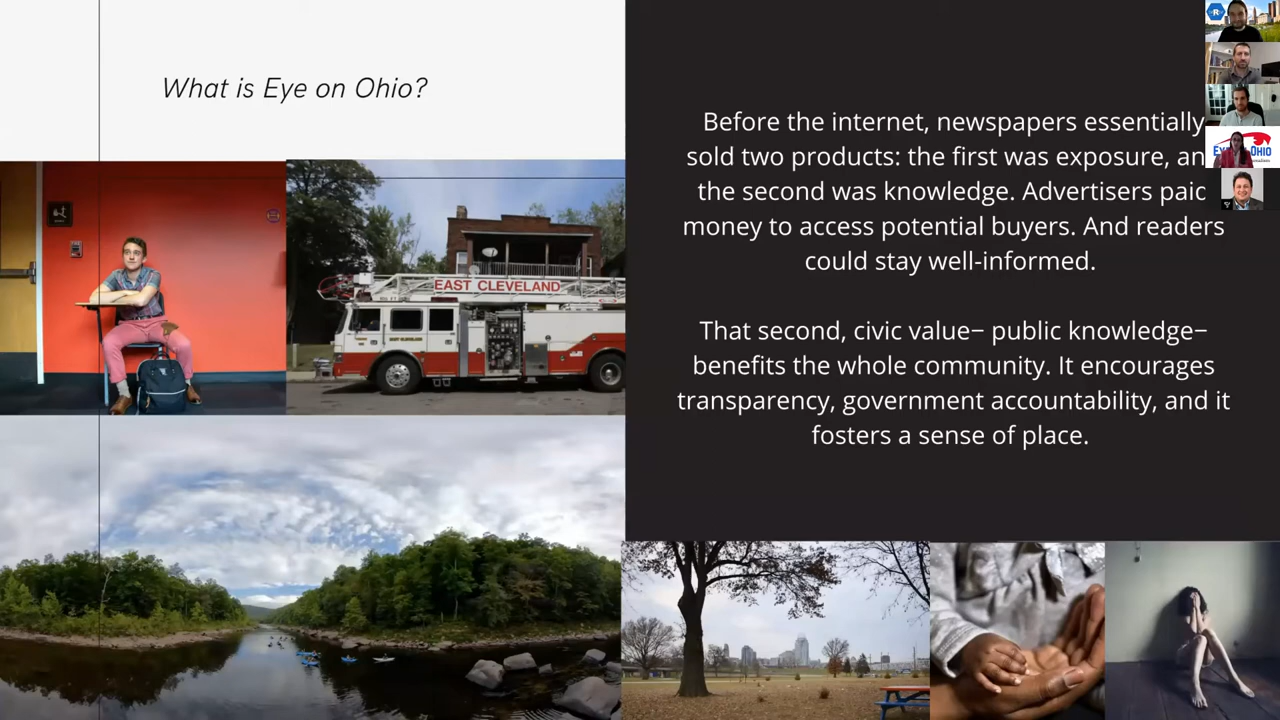 What is Eye on Ohio?
Before the internet, newspapers essentially
sold two products: the first was exposure, an
the second was knowledge. Advertisers paid
money to access potential buyers. And readers
could stay well-informed.
That second, civic value− public knowledge−
benefits the whole community. It encourages
transparency, government accountability, and it
fosters a sense of place.
EAST CLEVELAND
OHIO